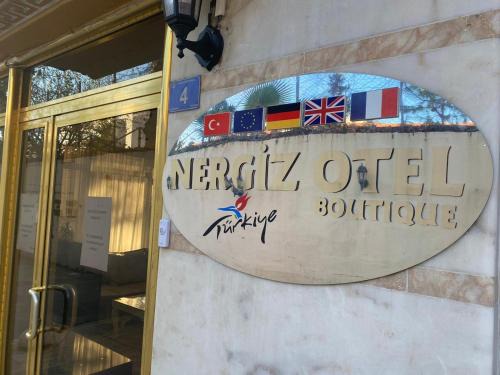 4
NERGİZ OTEL
BOUTIQUE
Türkiye